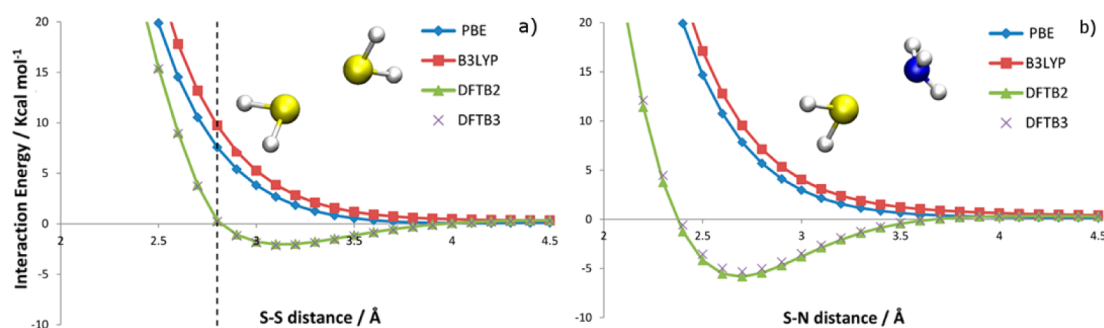 a)
PBE
B3LYP
DFTB2
DFTB3
Interaction Energy / Kcal mol⁻¹
20
15
10
5
0
-5
-10
2
2.5
3
3.5
4
4.5
S-S distance / Å
b)
PBE
B3LYP
DFTB2
DFTB3
20
15
10
5
0
-5
-10
2
2.5
3
3.5
4
4.5
S-N distance / Å